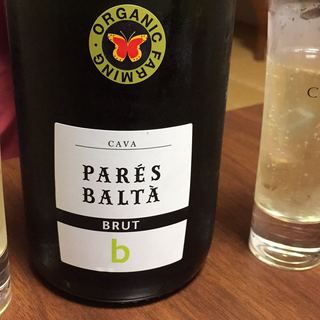 ORGANIC
FARMING
CAVA
PARÉS
BALTÀ
BRUT
b
C